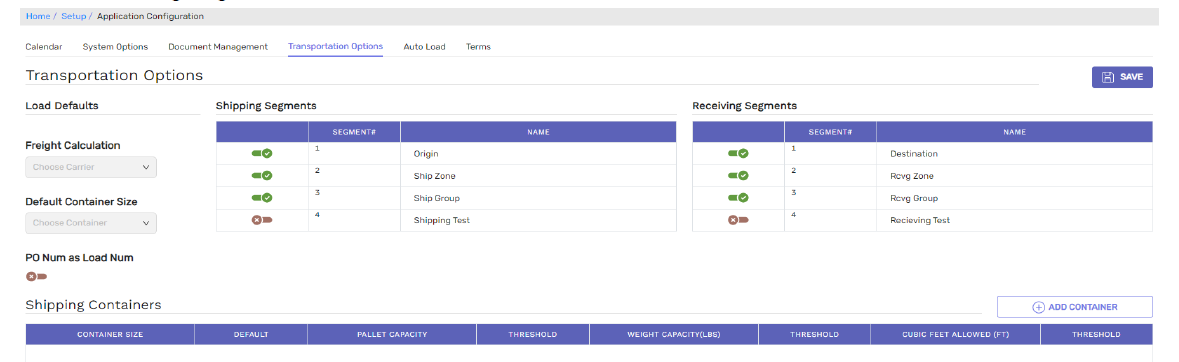 Home / Setup / Application Configuration
Calendar System Options Document Management Transportation Options Auto Load Terms
Transportation Options
SAVE
Load Defaults
Freight Calculation
Choose Carrier
Default Container Size
Choose Container
PO Num as Load Num
Shipping Segments
SEGMENT# NAME
1 Origin
2 Ship Zone
3 Ship Group
4 Shipping Test
Receiving Segments
SEGMENT# NAME
1 Destination
2 Rcvg Zone
3 Rcvg Group
4 Recieving Test
Shipping Containers
ADD CONTAINER
CONTAINER SIZE DEFAULT PALLET CAPACITY THRESHOLD WEIGHT CAPACITY(LBS) THRESHOLD CUBIC FEET ALLOWED (FT) THRESHOLD